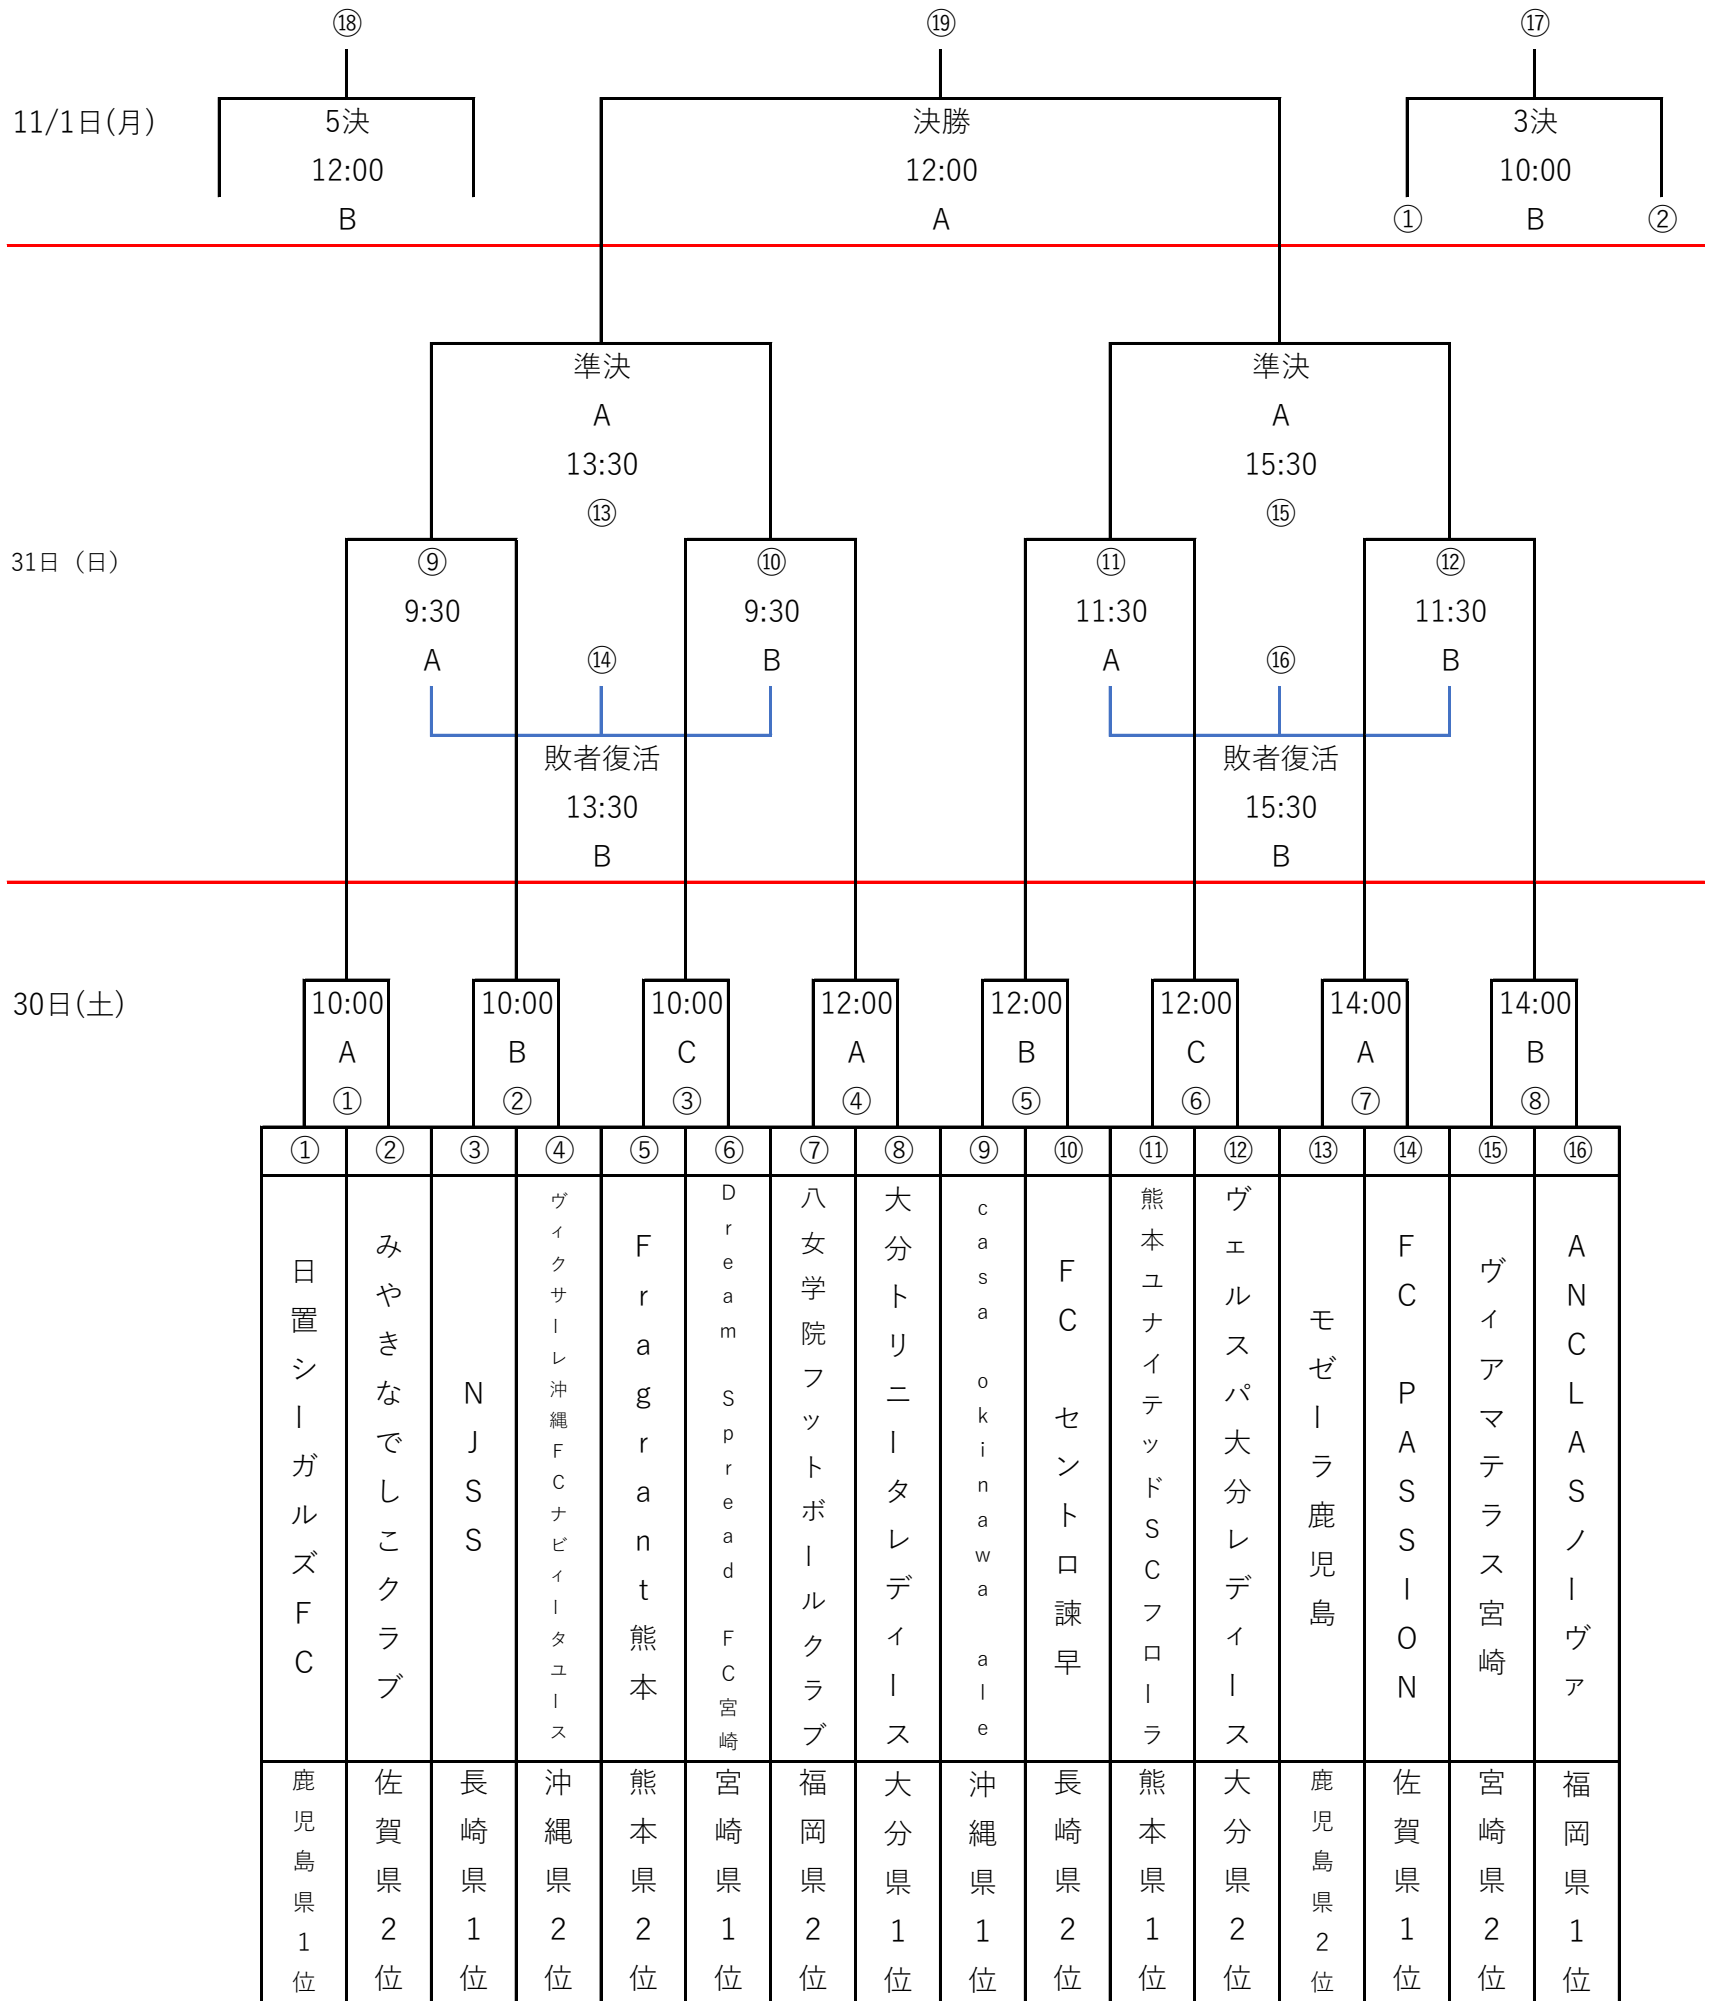 ⑱ ⑲ ⑰
11/1日(月) 5決 決勝 3決
12:00 12:00 10:00
B A ① B ②
準決 準決
A A
13:30 15:30
⑬ ⑮
31日（日） ⑨ ⑩ ⑪ ⑫
9:30 9:30 11:30 11:30
A ⑭ B A ⑯ B
敗者復活 敗者復活
13:30 15:30
B B
30日(土) 10:00 10:00 10:00 12:00 12:00 12:00 14:00 14:00
A B C A B C A B
① ② ③ ④ ⑤ ⑥ ⑦ ⑧
① ② ③ ④ ⑤ ⑥ ⑦ ⑧ ⑨ ⑩ ⑪ ⑫ ⑬ ⑭ ⑮ ⑯
日置シーガルズFC
みやきなでしこクラブ
NJSS
ヴィクサーレ沖縄FCナビィータユース
Fragrant熊本
Dream Spread FC宮崎
八女学院フットボールクラブ
大分トリニータレディース
casa okinawa ale
FC セントロ諫早
熊本ユナイテッドSCフローラ
ヴェルスパ大分レディース
モゼーラ鹿児島
FC PASSION
ヴィアマテラス宮崎
ANCLASノーヴァ
鹿児島県1位
佐賀県2位
長崎県1位
沖縄県2位
熊本県2位
宮崎県1位
福岡県2位
大分県1位
沖縄県1位
長崎県2位
熊本県1位
大分県2位
鹿児島県2位
佐賀県1位
宮崎県2位
福岡県1位